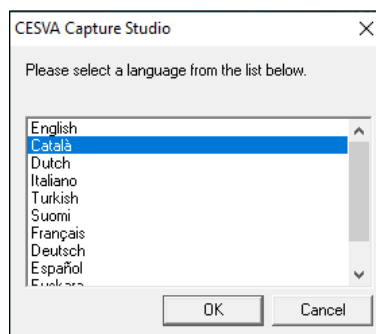 CESVA Capture Studio
Please select a language from the list below.
English
Català
Dutch
Italiano
Turkish
Suomi
Français
Deutsch
Español
Euskara
OK
Cancel